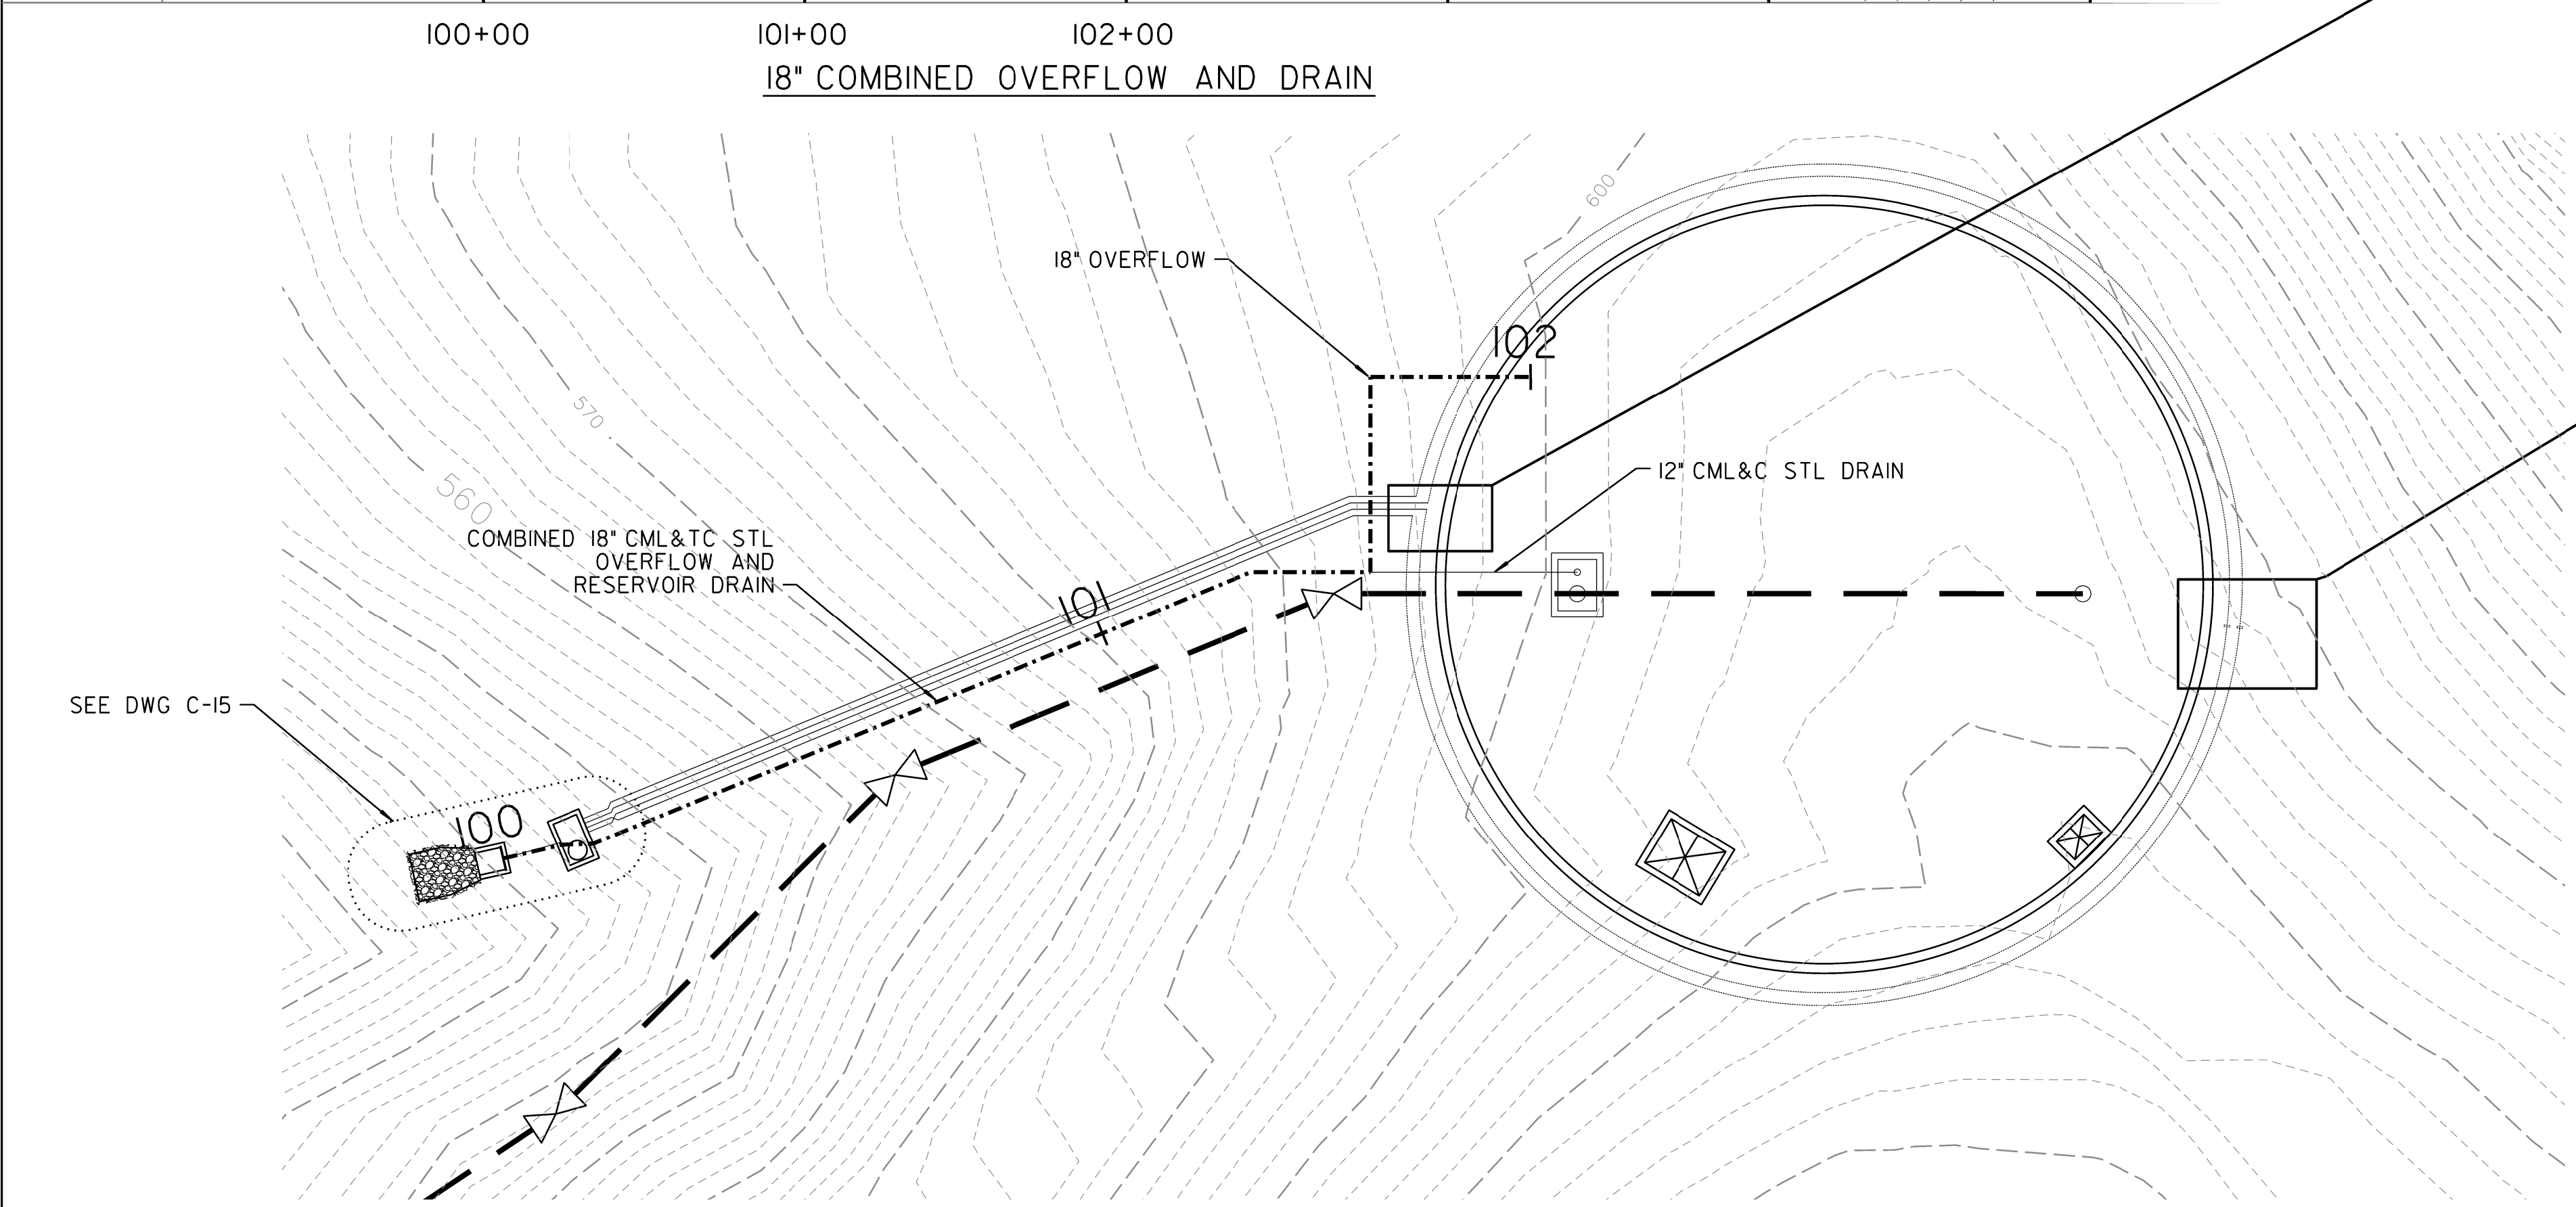 100+00 101+00 102+00
18" COMBINED OVERFLOW AND DRAIN
600
18" OVERFLOW
102
570
12" CML&C STL DRAIN
560
COMBINED 18" CML&TC STL
OVERFLOW AND
RESERVOIR DRAIN
101
SEE DWG C-15
100